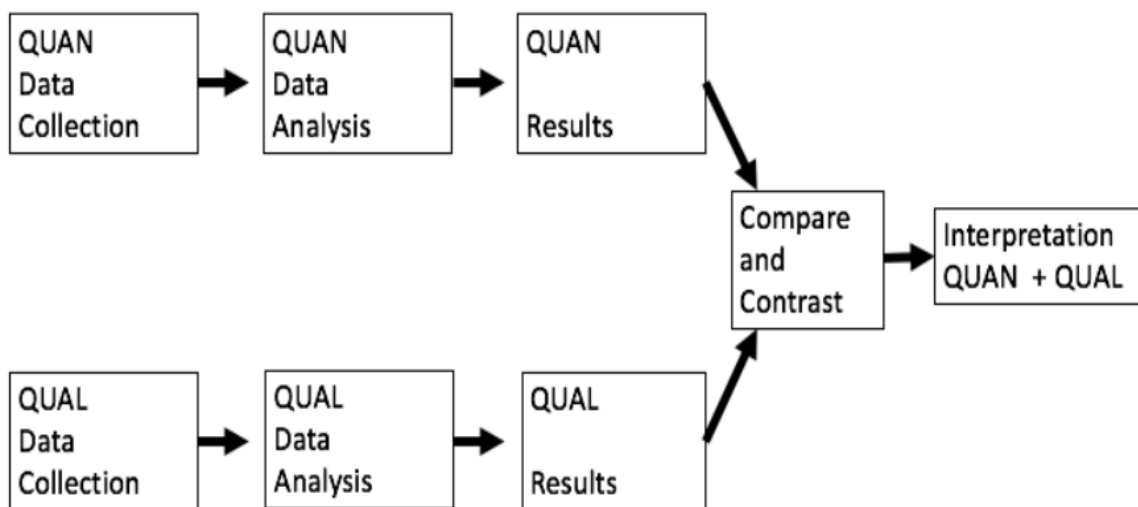 QUAN
Data
Collection
QUAN
Data
Analysis
QUAN
Results
Compare
and
Contrast
Interpretation
QUAN + QUAL
QUAL
Data
Collection
QUAL
Data
Analysis
QUAL
Results